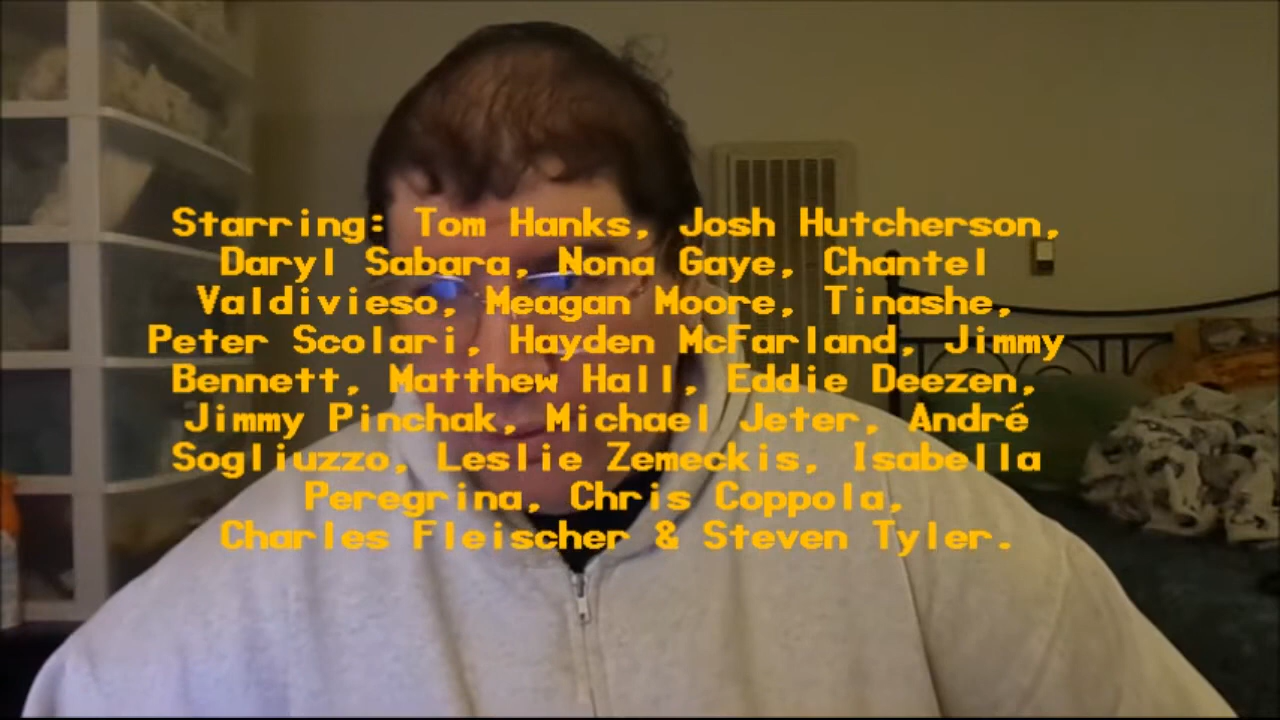 Starring: Tom Hanks, Josh Hutcherson,
Daryl Sabara, Nona Gaye, Chantel
Valdivieso, Meagan Moore, Tinashe,
Peter Scolari, Hayden McFarland, Jimmy
Bennett, Matthew Hall, Eddie Deezen,
Jimmy Pinchak, Michael Jeter, André
Sogliuzzo, Leslie Zemeckis, Isabella
Peregrina, Chris Coppola,
Charles Fleischer & Steven Tyler.